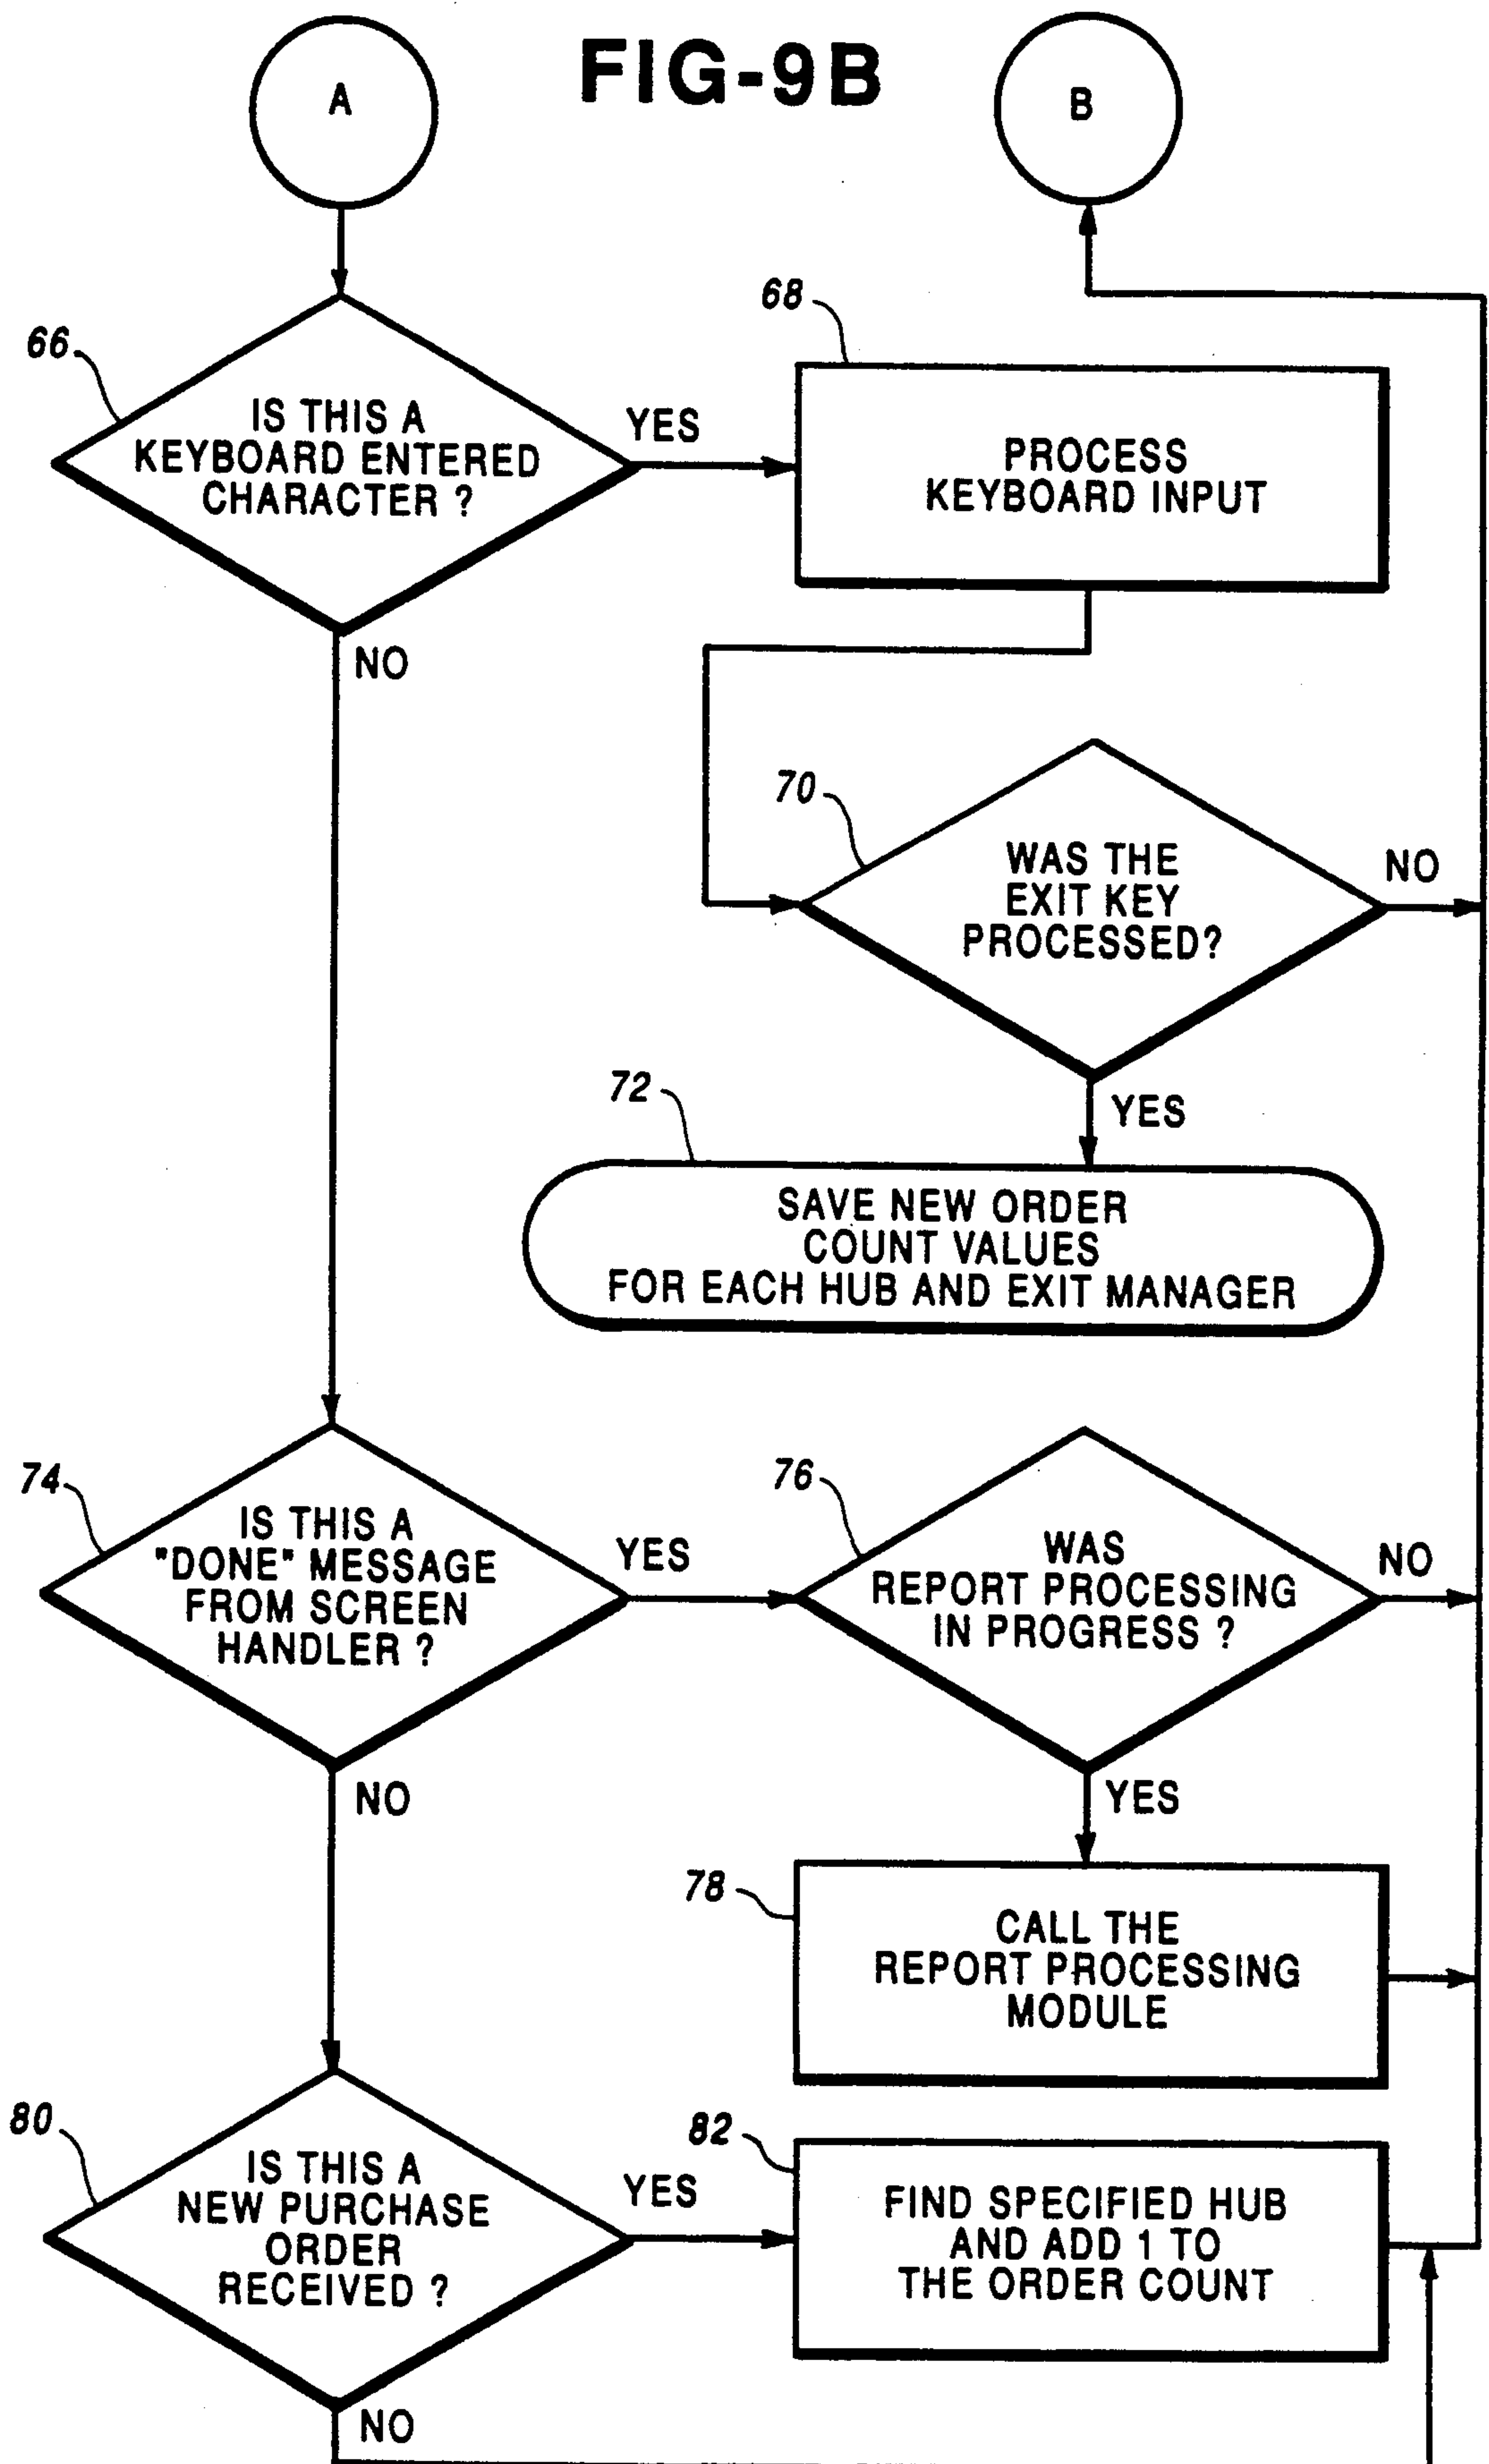 FIG-9B
A
B
66
IS THIS A
KEYBOARD ENTERED
CHARACTER ?
YES
NO
68
PROCESS
KEYBOARD INPUT
70
WAS THE
EXIT KEY
PROCESSED?
NO
YES
72
SAVE NEW ORDER
COUNT VALUES
FOR EACH HUB AND EXIT MANAGER
74
IS THIS A
"DONE" MESSAGE
FROM SCREEN
HANDLER ?
YES
NO
76
WAS
REPORT PROCESSING
IN PROGRESS ?
NO
YES
78
CALL THE
REPORT PROCESSING
MODULE
80
IS THIS A
NEW PURCHASE
ORDER
RECEIVED ?
YES
NO
82
FIND SPECIFIED HUB
AND ADD 1 TO
THE ORDER COUNT